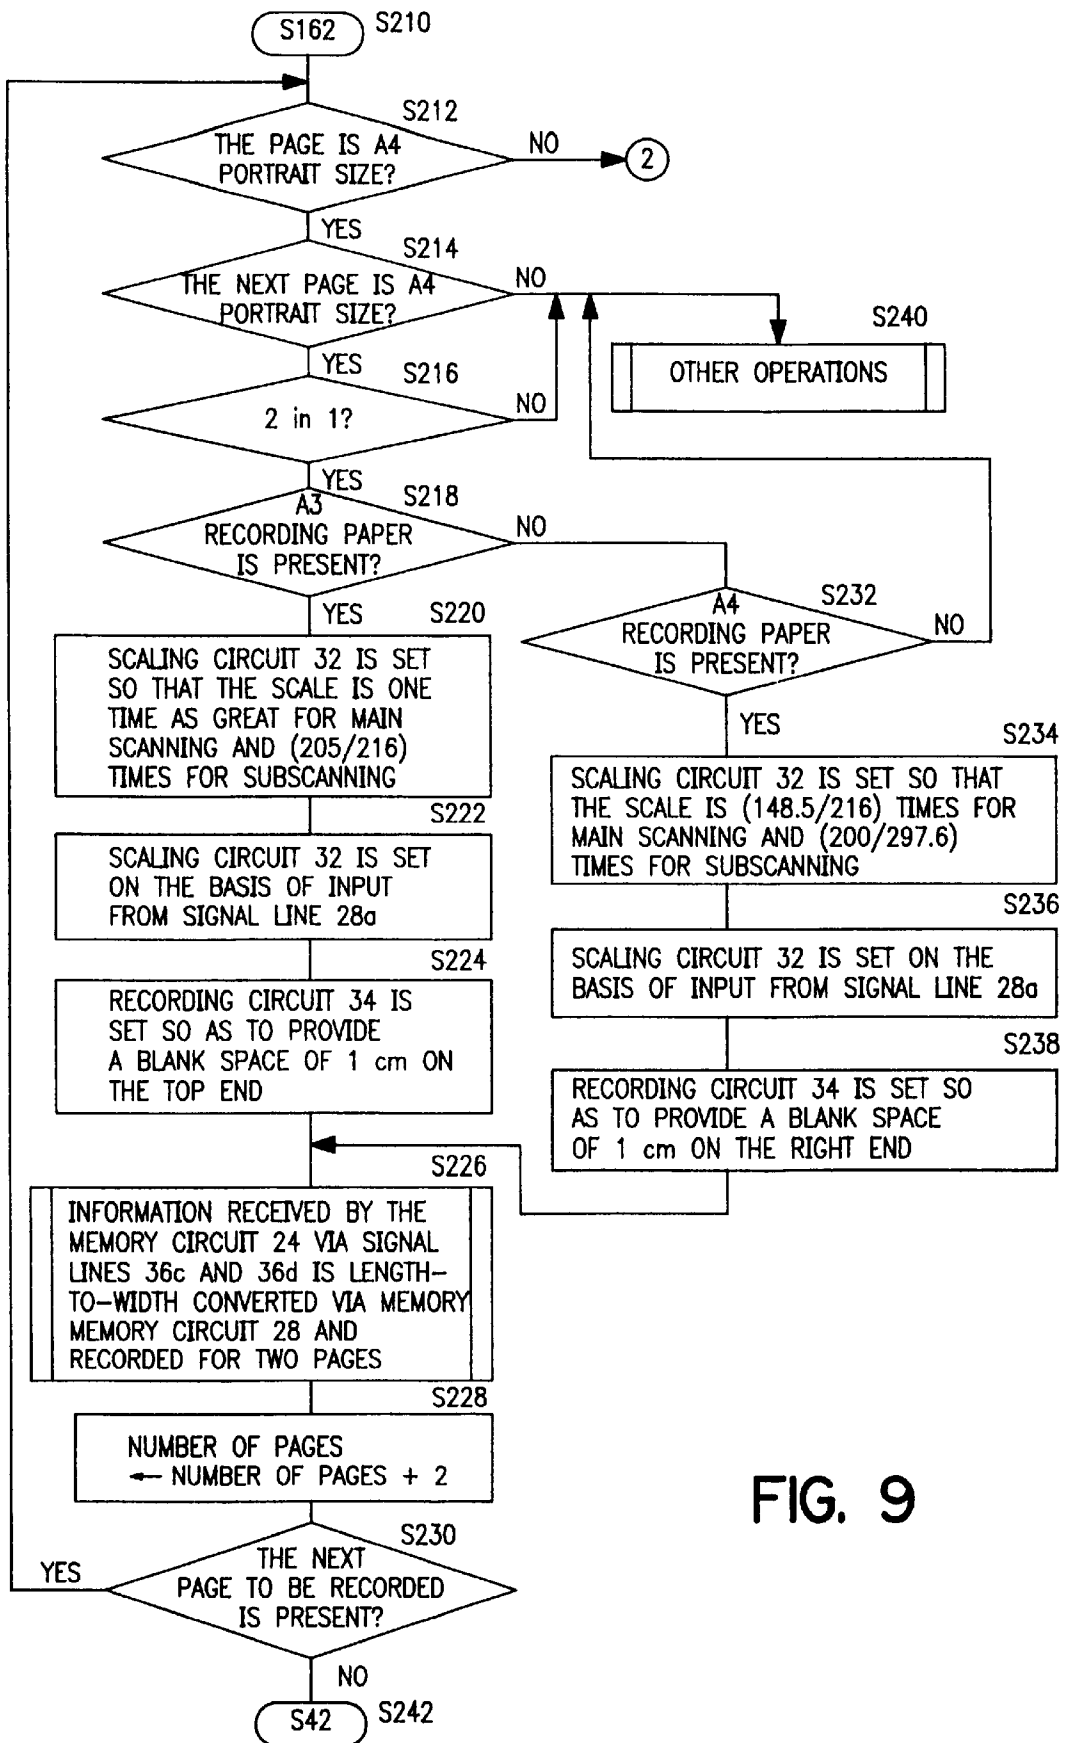 S162
S210
S212
THE PAGE IS A4
PORTRAIT SIZE?
NO
2
YES
S214
THE NEXT PAGE IS A4
PORTRAIT SIZE?
NO
S240
OTHER OPERATIONS
YES
S216
2 in 1?
NO
YES
S218
A3
RECORDING PAPER
IS PRESENT?
NO
S232
A4
RECORDING PAPER
IS PRESENT?
NO
YES
S220
SCALING CIRCUIT 32 IS SET
SO THAT THE SCALE IS ONE
TIME AS GREAT FOR MAIN
SCANNING AND (205/216)
TIMES FOR SUBSCANNING
YES
S234
SCALING CIRCUIT 32 IS SET SO THAT
THE SCALE IS (148.5/216) TIMES FOR
MAIN SCANNING AND (200/297.6)
TIMES FOR SUBSCANNING
S222
SCALING CIRCUIT 32 IS SET
ON THE BASIS OF INPUT
FROM SIGNAL LINE 28a
S236
SCALING CIRCUIT 32 IS SET ON THE
BASIS OF INPUT FROM SIGNAL LINE 28a
S224
RECORDING CIRCUIT 34 IS
SET SO AS TO PROVIDE
A BLANK SPACE OF 1 cm ON
THE TOP END
S238
RECORDING CIRCUIT 34 IS SET SO
AS TO PROVIDE A BLANK SPACE
OF 1 cm ON THE RIGHT END
S226
INFORMATION RECEIVED BY THE
MEMORY CIRCUIT 24 VIA SIGNAL
LINES 36c AND 36d IS LENGTH-
TO-WIDTH CONVERTED VIA MEMORY
MEMORY CIRCUIT 28 AND
RECORDED FOR TWO PAGES
S228
NUMBER OF PAGES
← NUMBER OF PAGES + 2
FIG. 9
S230
THE NEXT
PAGE TO BE RECORDED
IS PRESENT?
YES
NO
S42
S242